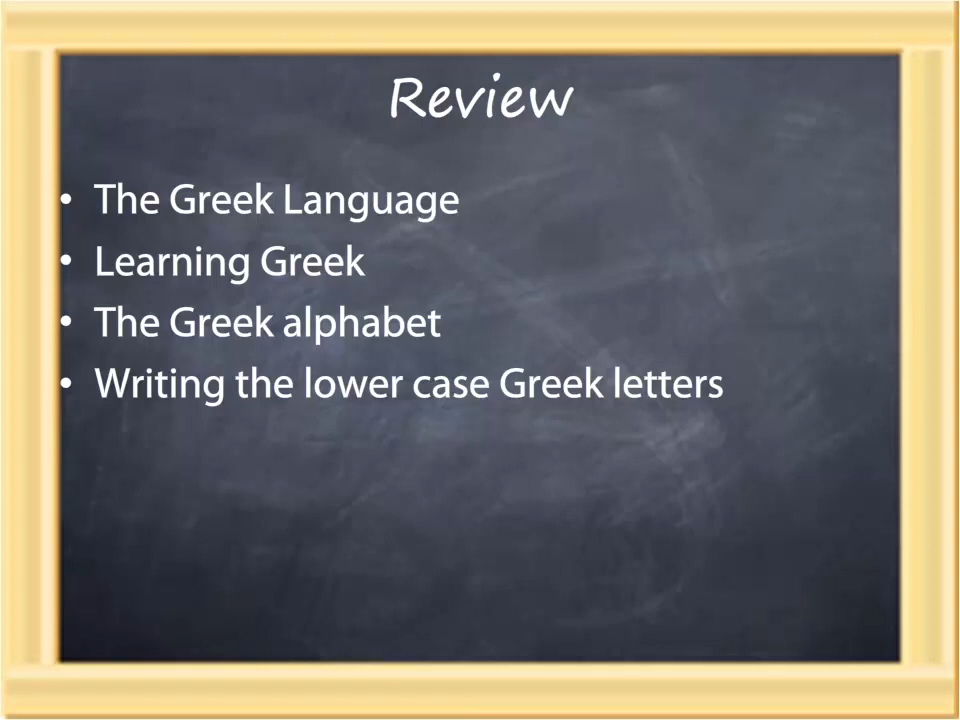 Review
• The Greek Language
• Learning Greek
• The Greek alphabet
• Writing the lower case Greek letters